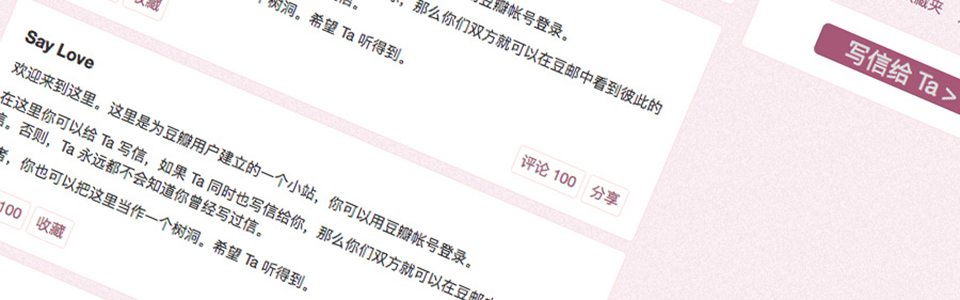 收藏
豆瓣帐号登录。
那么你们双方就可以在豆邮中看到彼此的
个树洞。希望 Ta 听得到。
评论 100
分享
藏夹
写信给 Ta >
Say Love
欢迎来到这里。这里是为豆瓣用户建立的一个小站，你可以用豆瓣帐号登录。
在这里你可以给 Ta 写信，如果 Ta 同时也写信给你，那么你们双方就可以在豆邮中
信。否则，Ta 永远都不会知道你曾经写过信。
者，你也可以把这里当作一个树洞。希望 Ta 听得到。
100
收藏